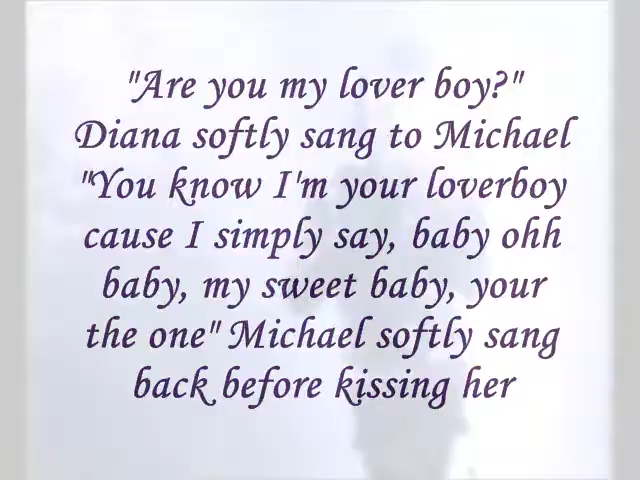 "Are you my lover boy?"
Diana softly sang to Michael
"You know I'm your loverboy
cause I simply say, baby ohh
baby, my sweet baby, your
the one" Michael softly sang
back before kissing her